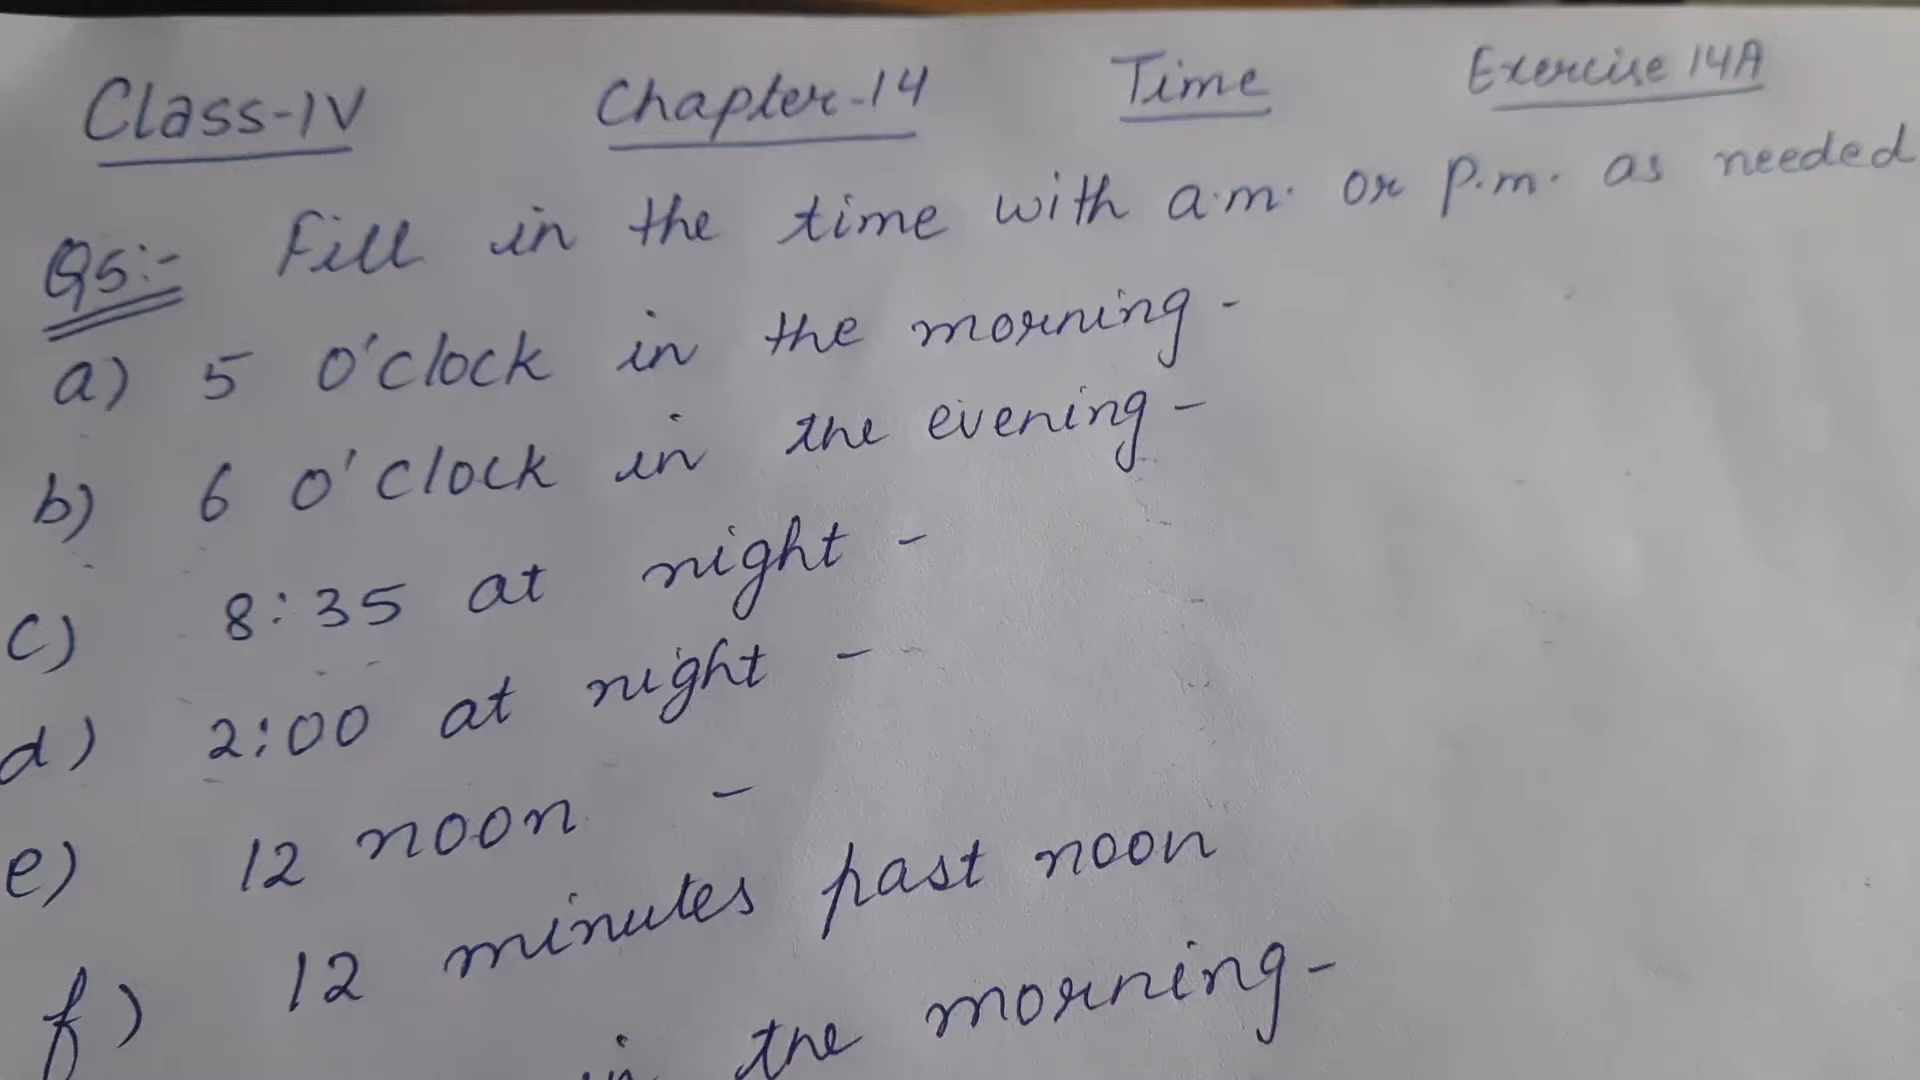 Class-IV Chapter-14 Time Exercise 14A
Q5:- Fill in the time with a.m. or p.m. as needed
a) 5 O'clock in the morning -
b) 6 O'clock in the evening -
c) 8:35 at night -
d) 2:00 at night -
e) 12 noon -
f) 12 minutes past noon
in the morning -